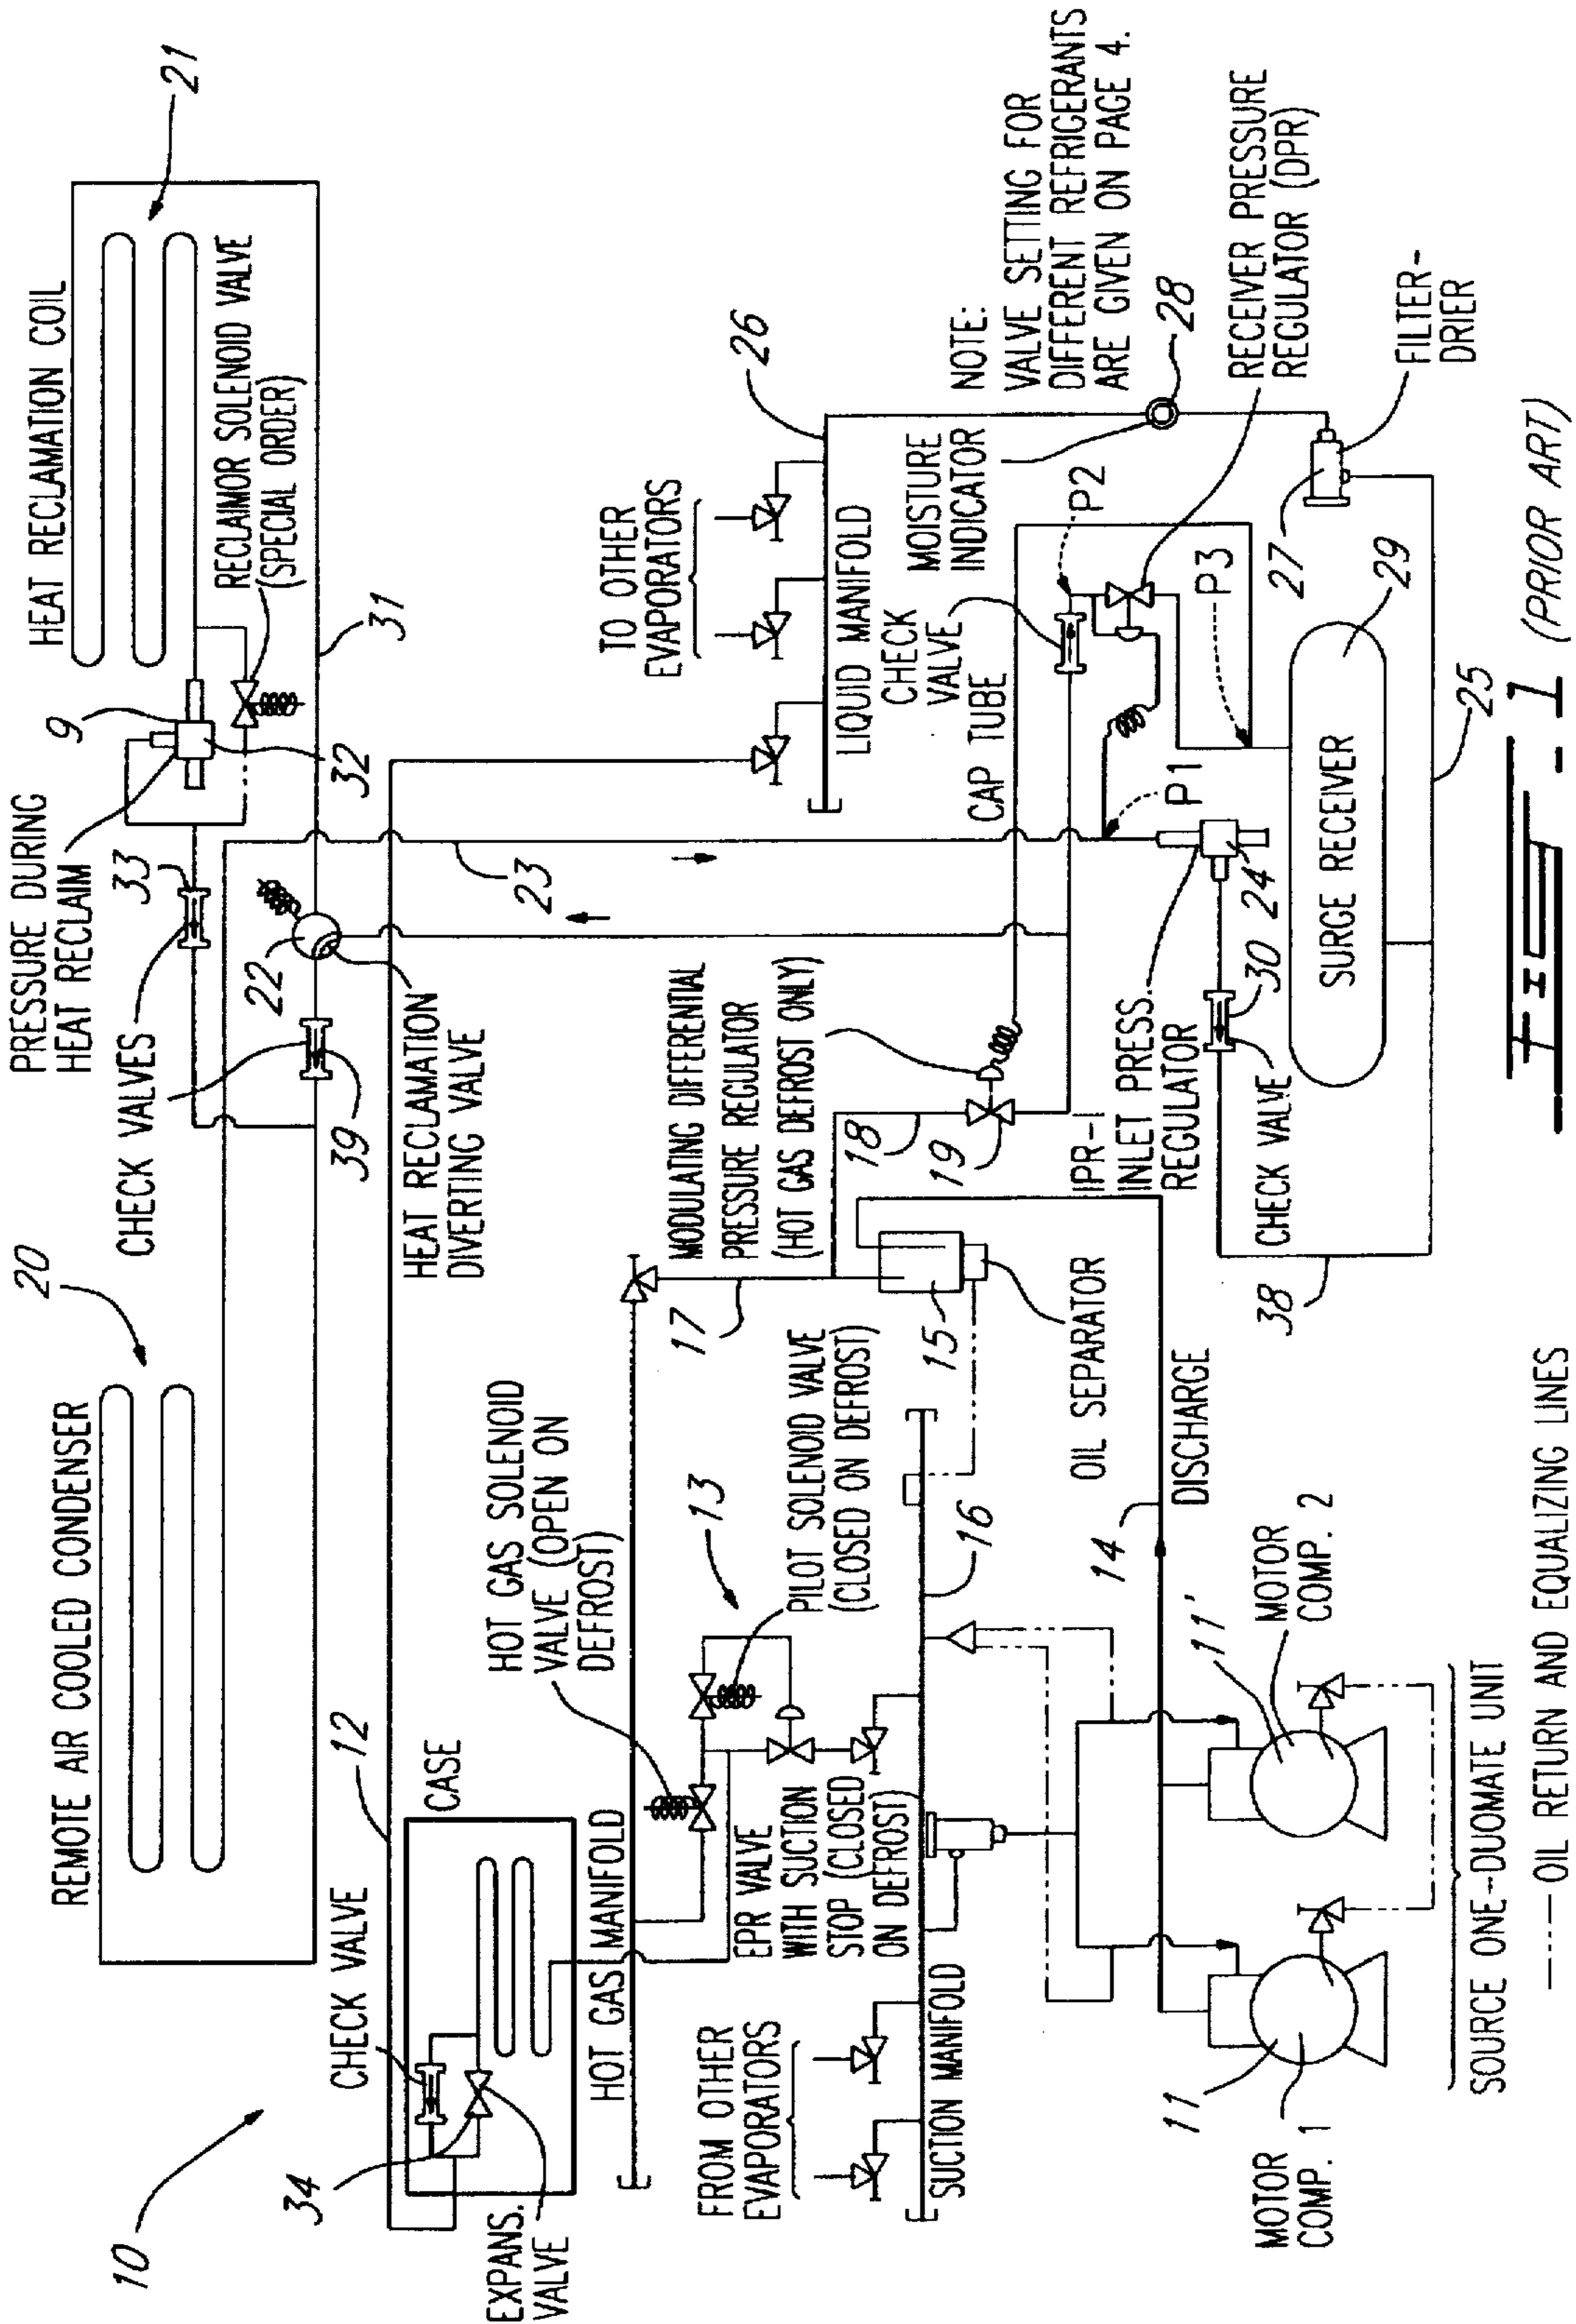 REMOTE AIR COOLED CONDENSER
20
21
HEAT RECLAMATION COIL
RECLAIMOR SOLENOID VALVE
(SPECIAL ORDER)
PRESSURE DURING
HEAT RECLAIM
9
32
33
CHECK VALVES
22
39
31
23
HEAT RECLAMATION
DIVERTING VALVE
10
12
CHECK VALVE
CASE
34
EXPANS.
VALVE
HOT GAS MANIFOLD
HOT GAS SOLENOID
VALVE (OPEN ON
DEFROST)
13
PILOT SOLENOID VALVE
(CLOSED ON DEFROST)
EPR VALVE
WITH SUCTION
STOP (CLOSED
ON DEFROST)
FROM OTHER
EVAPORATORS
SUCTION MANIFOLD
16
17
MODULATING DIFFERENTIAL
PRESSURE REGULATOR
(HOT GAS DEFROST ONLY)
18
19
15
OIL SEPARATOR
14
DISCHARGE
TO OTHER
EVAPORATORS
26
LIQUID MANIFOLD
CHECK
VALVE
CAP TUBE
MOISTURE
INDICATOR
NOTE:
VALVE SETTING FOR
DIFFERENT REFRIGERANTS
ARE GIVEN ON PAGE 4.
28
P2
RECEIVER PRESSURE
REGULATOR (DPR)
P1
P3
IPR-1
INLET PRESS.
REGULATOR
24
30
CHECK VALVE
SURGE RECEIVER
29
27
FILTER-
DRIER
25
38
11
MOTOR
COMP. 1
11'
MOTOR
COMP. 2
SOURCE ONE-DUOMATE UNIT
OIL RETURN AND EQUALIZING LINES
FIG-1 (PRIOR ART)